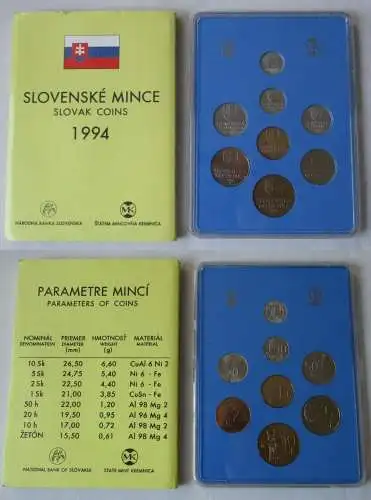 SLOVENSKÉ MINCE
SLOVAK COINS
1994
NÁRODNÁ BANKA SLOVENSKA
ŠTÁTNA MINCOVŇA KREMNICA
PARAMETRE MINCÍ
PARAMETERS OF COINS
NOMINÁL PRIEMER HMOTNOSŤ MATERIÁL
DENOMINATION DIAMETER WEIGHT MATERIAL
(mm) (g)
10 Sk 26,50 6,60 CuAl 6 Ni 2
5 Sk 24,75 5,40 Ni 6 - Fe
2 Sk 22,50 4,40 Ni 6 - Fe
1 Sk 21,00 3,85 CuSn - Fe
50 h 22,00 1,20 Al 98 Mg 2
20 h 19,50 0,95 Al 96 Mg 4
10 h 17,00 0,72 Al 98 Mg 2
ŽETÓN 15,50 0,61 Al 98 Mg 4
NATIONAL BANK OF SLOVAKIA
STATE MINT KREMNICA